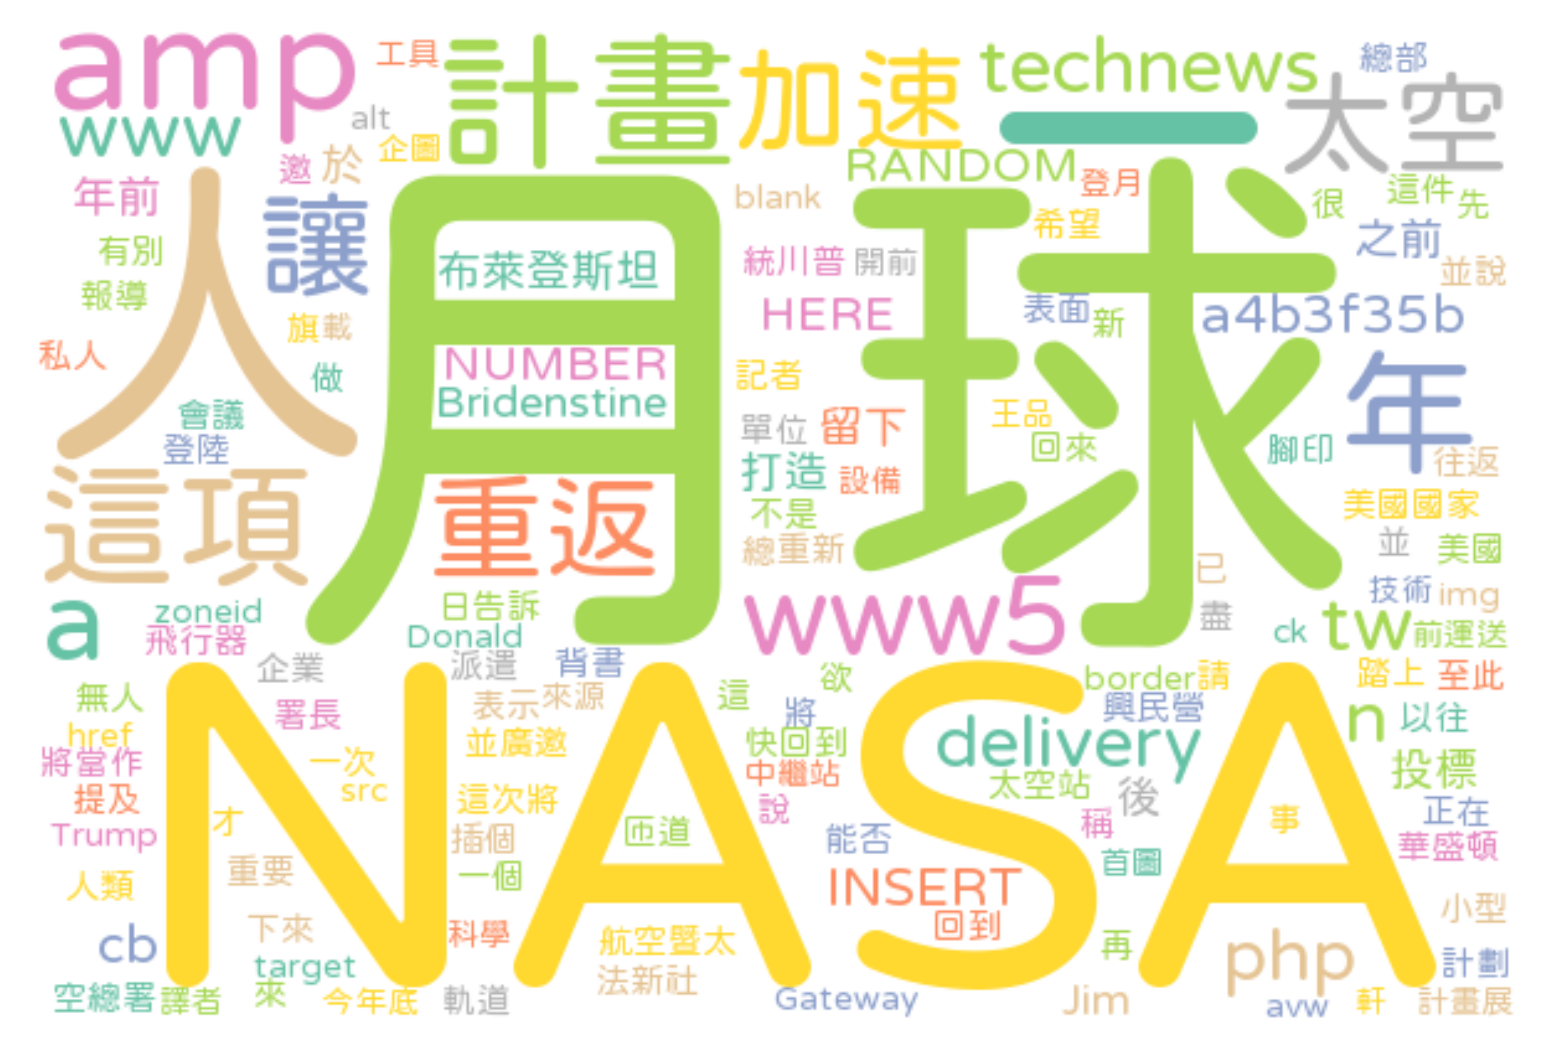 amp
工具
計畫
加速
technews
總部
太空
www
alt
企圖
一
邀
於
RANDOM
登月
年前
讓
人
月球
blank
很
這件
先
希望
之前
有別
布萊登斯坦
統川普
開前
並說
報導
HERE
表面
新
a4b3f35b
旗
載
私人
NUMBER
記者
年
做
Bridenstine
會議
單位
留下
王品
登陸
回來
腳印
往返
這項
重返
打造
設備
美國國家
不是
總重新
並
美國
已
技術
img
a
zoneid
日告訴
www5
盡
ck
tw
前運送
飛行器
Donald
企業
派遣
背書
欲
border
請
踏上
至此
NASA
無人
署長
表示
來源
這
將
興民營
n
以往
href
並廣邀
快回到
delivery
將當作
一次
中繼站
太空站
投標
提及
src
這次將
說
後
正在
Trump
才
插個
匝道
能否
稱
事
華盛頓
重要
一個
首圖
人類
INSERT
小型
下來
科學
航空暨太
回到
再
cb
target
法新社
php
計劃
空總署
譯者
來
今年底
軌道
Gateway
Jim
avw
軒
計畫展